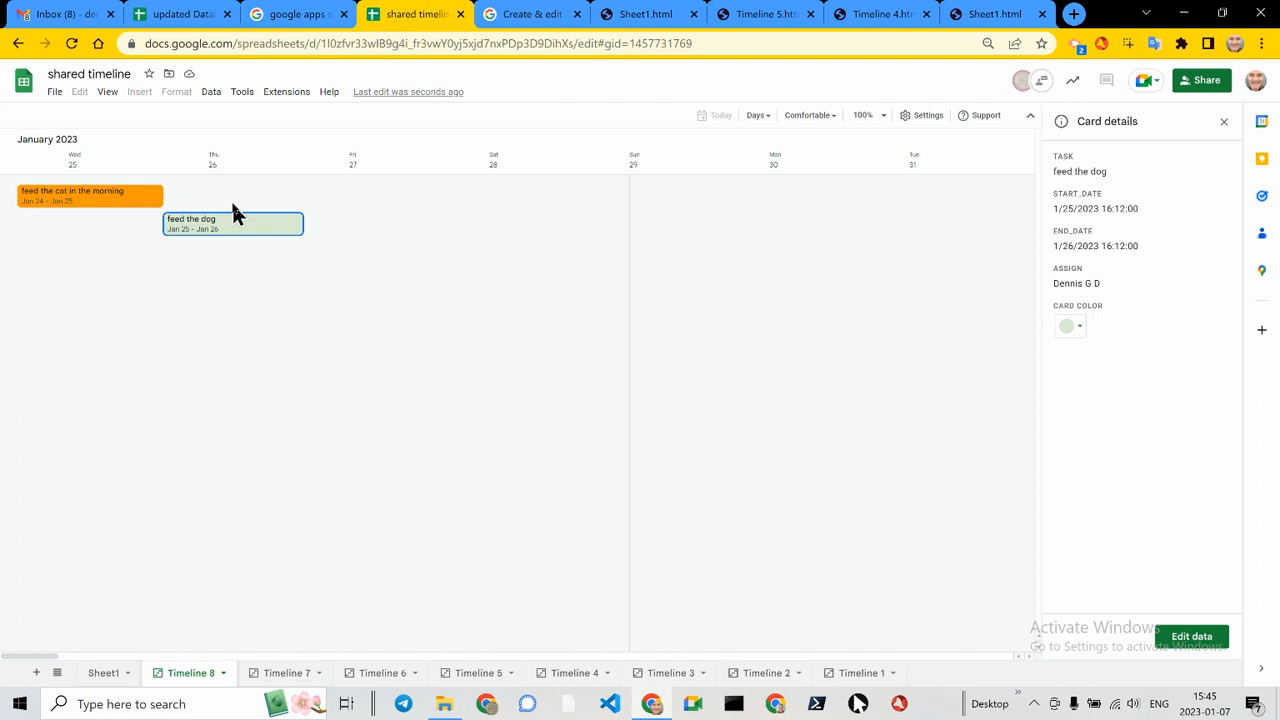 Inbox (8) - de
updated Data
google apps s
shared timelin
Create & edit
Sheet1.html
Timeline 5.htm
Timeline 4.htm
Sheet1.html
docs.google.com/spreadsheets/d/1I0zfvr33wIB9g4i_fr3vwY0yj5xjd7nxPDp3D9DihXs/edit#gid=1457731769
2
shared timeline
Share
File Edit View Insert Format Data Tools Extensions Help Last edit was seconds ago
Today Days Comfortable 100% Settings Support
January 2023
Wed Thu Fri Sat Sun Mon Tue
25 26 27 28 29 30 31
feed the cat in the morning
Jan 24 - Jan 25
feed the dog
Jan 25 - Jan 26
Card details
TASK
feed the dog
START_DATE
1/25/2023 16:12:00
END_DATE
1/26/2023 16:12:00
ASSIGN
Dennis G D
CARD COLOR
Activate Windows
Edit data
Go to Settings to activate Windows.
Sheet1 Timeline 8 Timeline 7 Timeline 6 Timeline 5 Timeline 4 Timeline 3 Timeline 2 Timeline 1
Type here to search
Desktop
ENG
15:45
2023-01-07
7